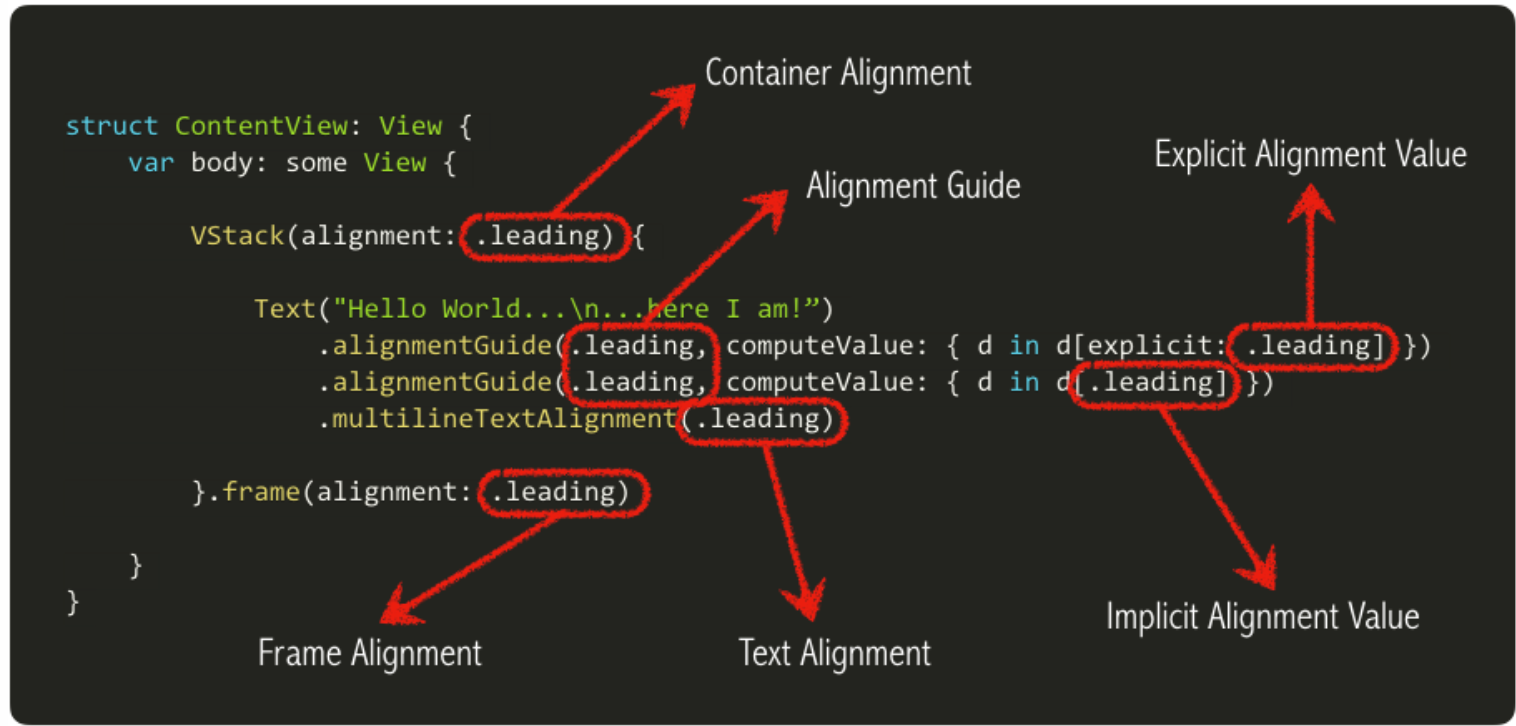 Container Alignment
struct ContentView: View {
Explicit Alignment Value
var body: some View {
Alignment Guide
VStack(alignment: .leading) {
Text("Hello World...\n...here I am!”)
.alignmentGuide(.leading, computeValue: { d in d[explicit: .leading] })
.alignmentGuide(.leading, computeValue: { d in d[.leading] })
.multilineTextAlignment(.leading)
}.frame(alignment: .leading)
}
}
Implicit Alignment Value
Frame Alignment
Text Alignment